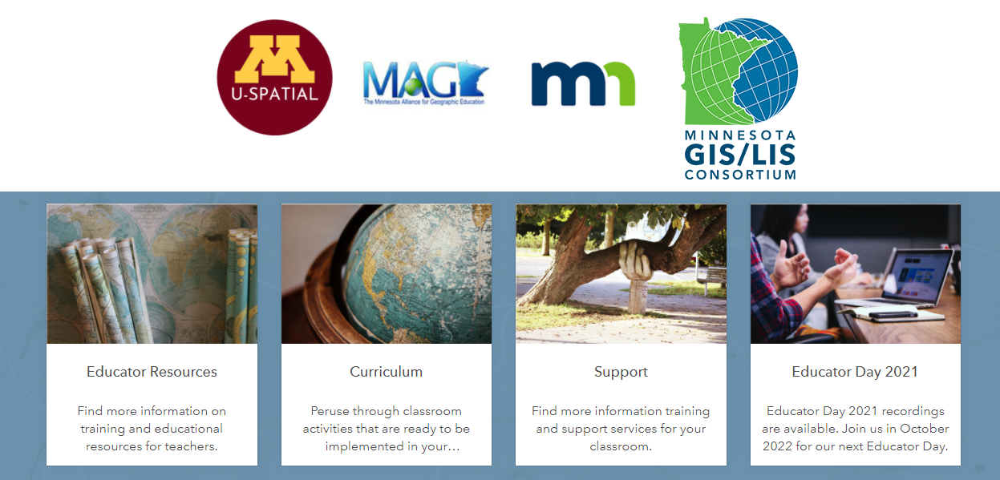 M
U-SPATIAL
MAGE
The Minnesota Alliance for Geographic Education
mn
MINNESOTA
GIS/LIS
CONSORTIUM
Educator Resources
Find more information on
training and educational
resources for teachers.
Curriculum
Peruse through classroom
activities that are ready to be
implemented in your…
Support
Find more information training
and support services for your
classroom.
Educator Day 2021
Educator Day 2021 recordings
are available. Join us in October
2022 for our next Educator Day.